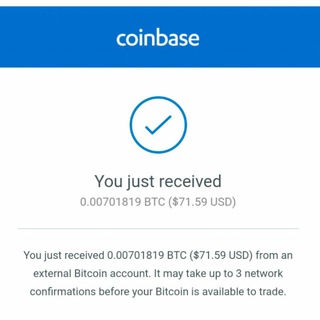 coinbase
You just received
0.00701819 BTC ($71.59 USD)
You just received 0.00701819 BTC ($71.59 USD) from an
external Bitcoin account. It may take up to 3 network
confirmations before your Bitcoin is available to trade.